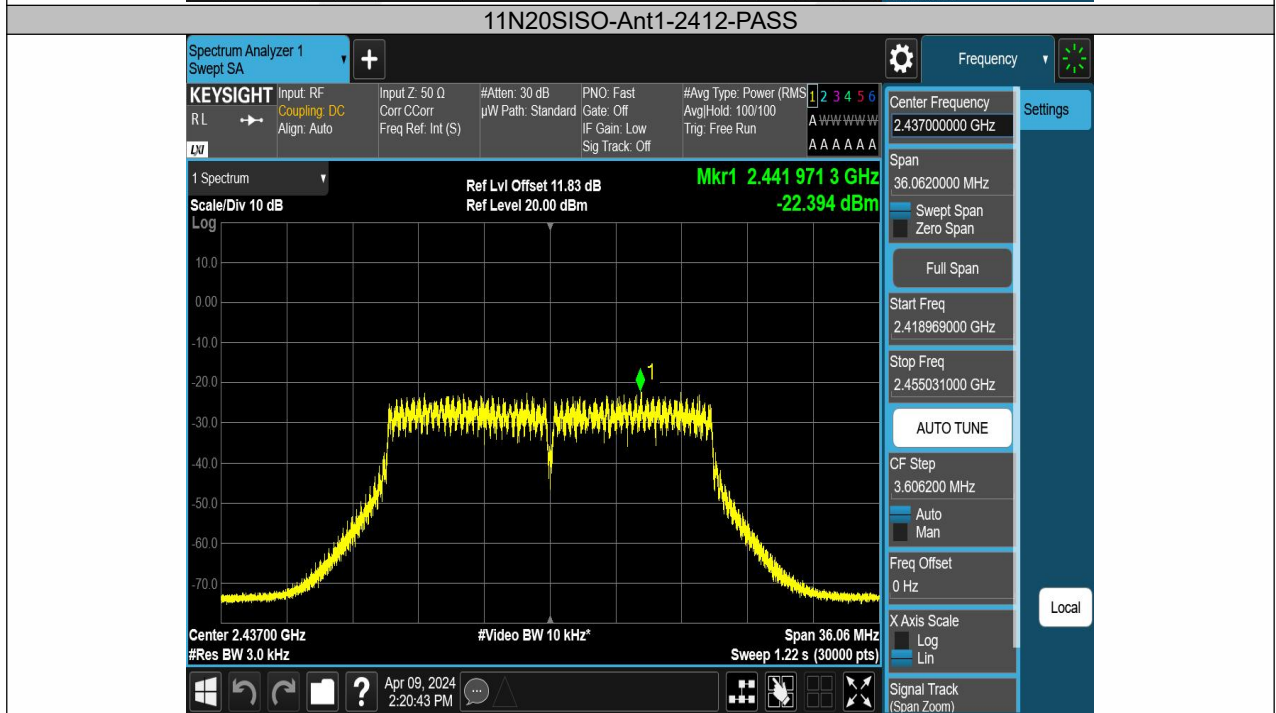 11N20SISO-Ant1-2412-PASS
Spectrum Analyzer 1
Swept SA
+
Frequency
KEYSIGHT
RL
LXI
Input: RF
Coupling: DC
Align: Auto
Input Z: 50 Ω
Corr CCorr
Freq Ref: Int (S)
#Atten: 30 dB
µW Path: Standard
PNO: Fast
Gate: Off
IF Gain: Low
Sig Track: Off
#Avg Type: Power (RMS
Avg|Hold: 100/100
Trig: Free Run
1 2 3 4 5 6
A W W W W W
A A A A A A
1 Spectrum
Scale/Div 10 dB
Log
Ref Lvl Offset 11.83 dB
Ref Level 20.00 dBm
Mkr1 2.441 971 3 GHz
-22.394 dBm
10.0
0.00
-10.0
-20.0
-30.0
-40.0
-50.0
-60.0
-70.0
1
Center 2.43700 GHz
#Res BW 3.0 kHz
#Video BW 10 kHz*
Span 36.06 MHz
Sweep 1.22 s (30000 pts)
Center Frequency
2.437000000 GHz
Span
36.0620000 MHz
Swept Span
Zero Span
Full Span
Start Freq
2.418969000 GHz
Stop Freq
2.455031000 GHz
AUTO TUNE
CF Step
3.606200 MHz
Auto
Man
Freq Offset
0 Hz
X Axis Scale
Log
Lin
Signal Track
(Span Zoom)
Settings
Local
?
Apr 09, 2024
2:20:43 PM